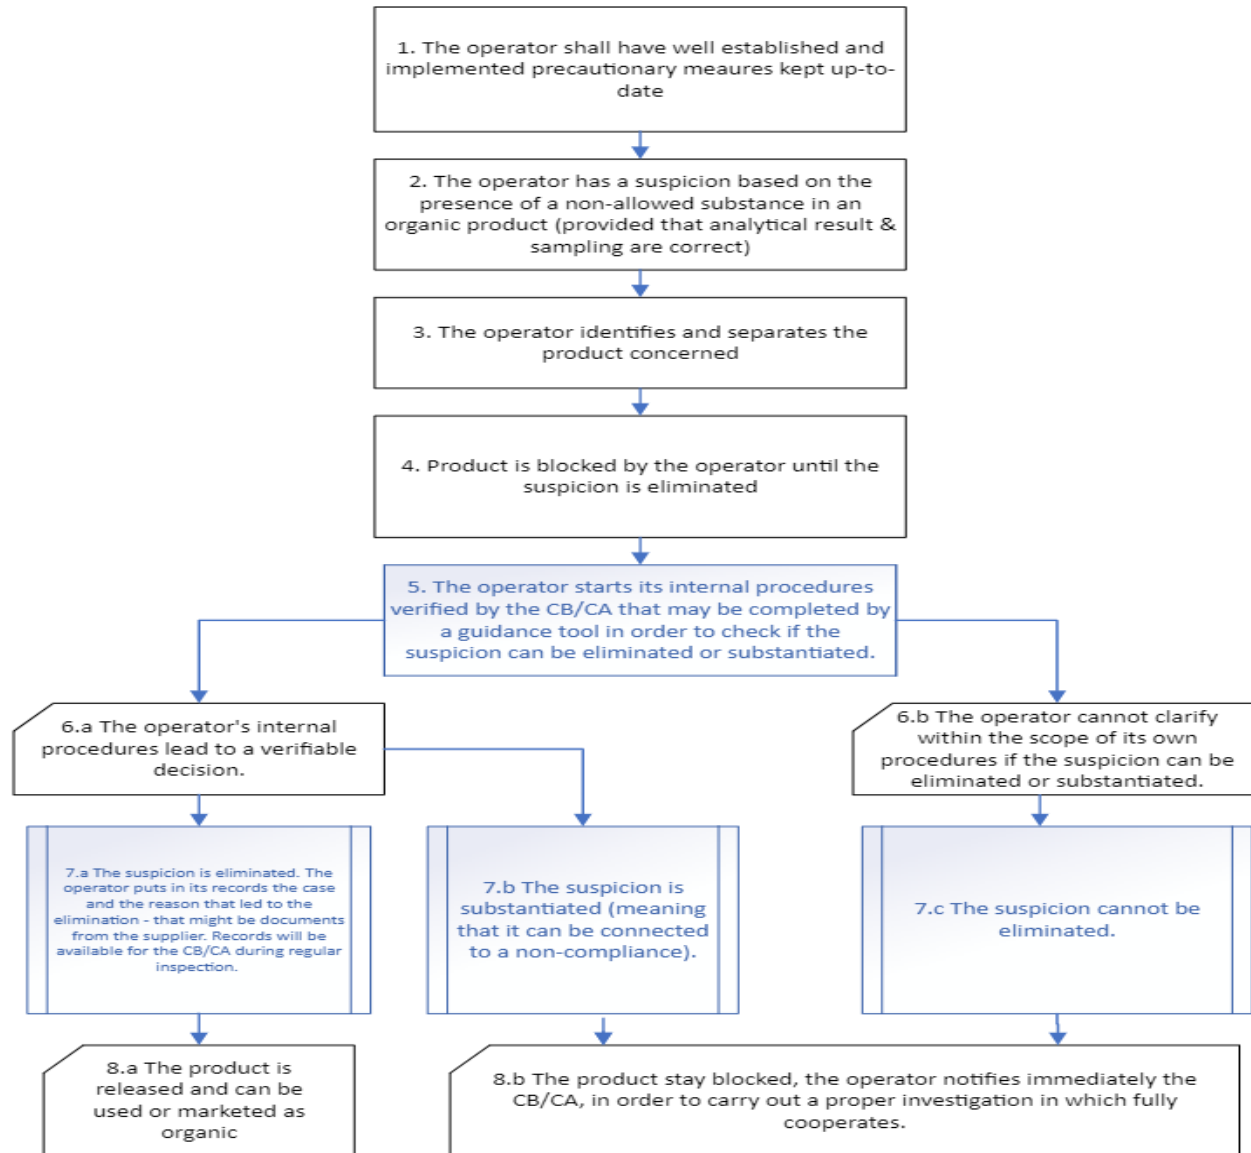 1. The operator shall have well established and
implemented precautionary meaures kept up-to-
date
2. The operator has a suspicion based on the
presence of a non-allowed substance in an
organic product (provided that analytical result &
sampling are correct)
3. The operator identifies and separates the
product concerned
4. Product is blocked by the operator until the
suspicion is eliminated
5. The operator starts its internal procedures
verified by the CB/CA that may be completed by
a guidance tool in order to check if the
suspicion can be eliminated or substantiated.
6.a The operator's internal
procedures lead to a verifiable
decision.
6.b The operator cannot clarify
within the scope of its own
procedures if the suspicion can be
eliminated or substantiated.
7.a The suspicion is eliminated. The
operator puts in its records the case
and the reason that led to the
elimination - that might be documents
from the supplier. Records will be
available for the CB/CA during regular
inspection.
7.b The suspicion is
substantiated (meaning
that it can be connected
to a non-compliance).
7.c The suspicion cannot be
eliminated.
8.a The product is
released and can be
used or marketed as
organic
8.b The product stay blocked, the operator notifies immediately the
CB/CA, in order to carry out a proper investigation in which fully
cooperates.